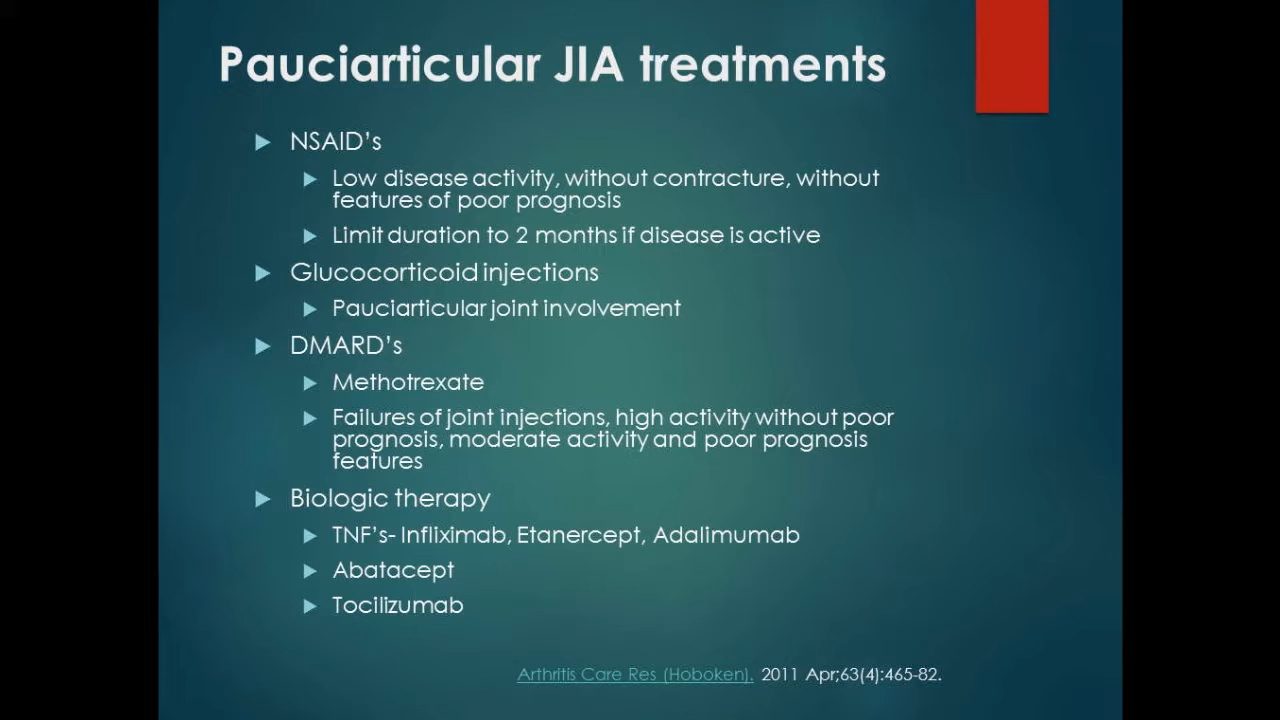 Pauciarticular JIA treatments
NSAID's
Low disease activity, without contracture, without
features of poor prognosis
Limit duration to 2 months if disease is active
Glucocorticoid injections
Pauciarticular joint involvement
DMARD's
Methotrexate
Failures of joint injections, high activity without poor
prognosis, moderate activity and poor prognosis
features
Biologic therapy
TNF's- Infliximab, Etanercept, Adalimumab
Abatacept
Tocilizumab
Arthritis Care Res (Hoboken). 2011 Apr;63(4):465-82.